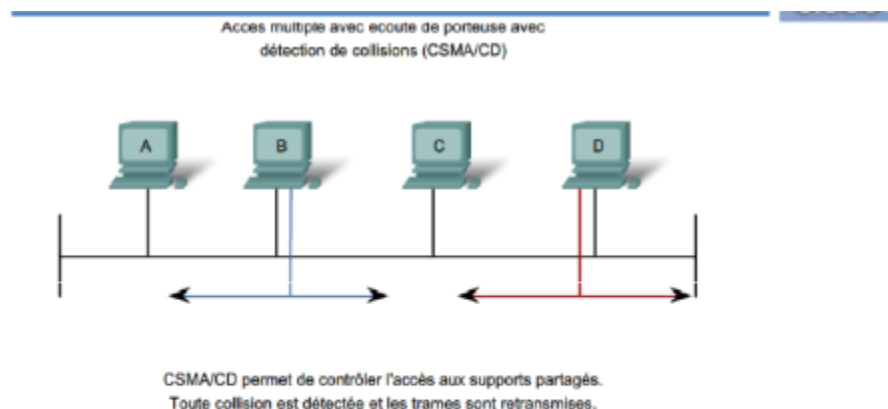 Acces multiple avec ecoute de porteuse avec
détection de collisions (CSMA/CD)
A
B
C
D
CSMA/CD permet de contrôler l'accès aux supports partagés.
Toute collision est détectée et les trames sont retransmises.